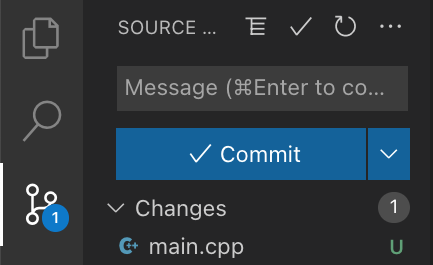 SOURCE ...
Message (⌘Enter to co...
Commit
1
Changes 1
main.cpp U